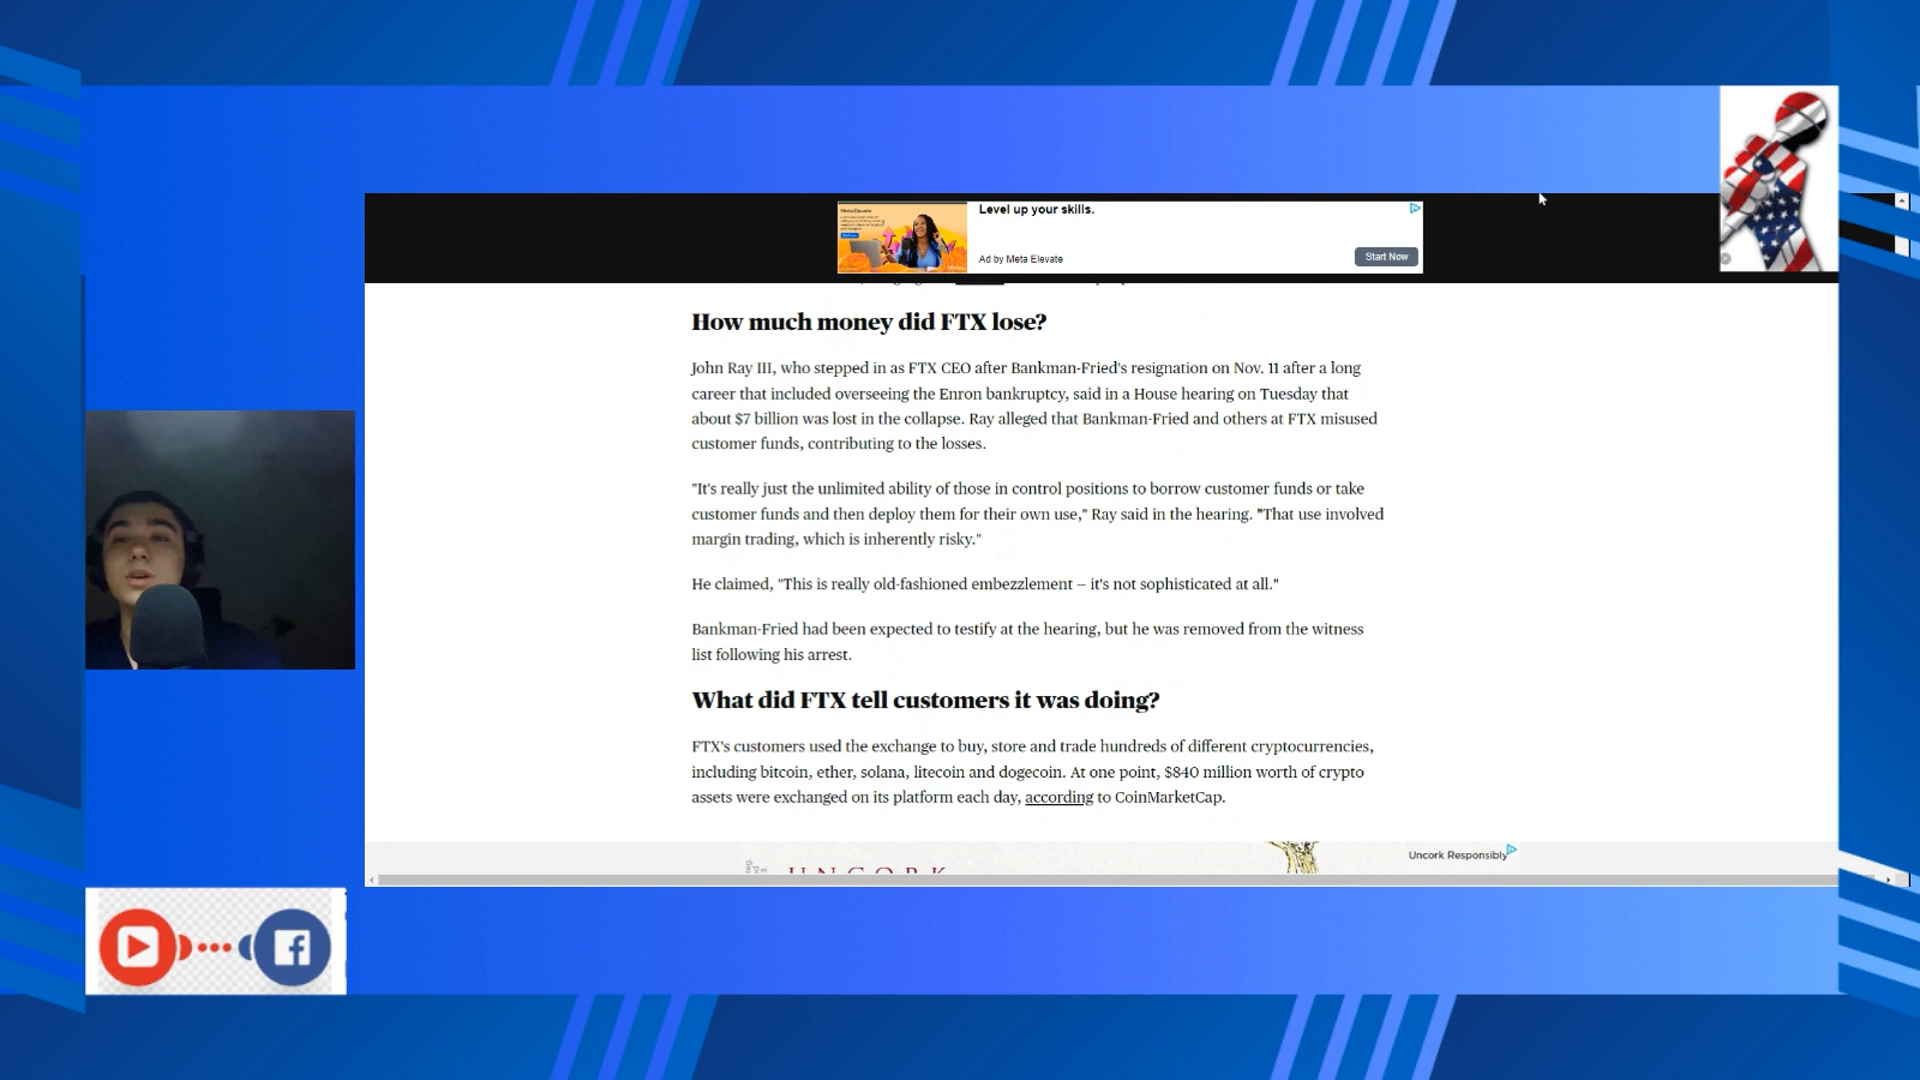 Level up your skills.
Ad by Meta Elevate
Start Now
How much money did FTX lose?
John Ray III, who stepped in as FTX CEO after Bankman-Fried's resignation on Nov. 11 after a long
career that included overseeing the Enron bankruptcy, said in a House hearing on Tuesday that
about $7 billion was lost in the collapse. Ray alleged that Bankman-Fried and others at FTX misused
customer funds, contributing to the losses.
"It's really just the unlimited ability of those in control positions to borrow customer funds or take
customer funds and then deploy them for their own use," Ray said in the hearing. "That use involved
margin trading, which is inherently risky."
He claimed, "This is really old-fashioned embezzlement – it's not sophisticated at all."
Bankman-Fried had been expected to testify at the hearing, but he was removed from the witness
list following his arrest.
What did FTX tell customers it was doing?
FTX's customers used the exchange to buy, store and trade hundreds of different cryptocurrencies,
including bitcoin, ether, solana, litecoin and dogecoin. At one point, $840 million worth of crypto
assets were exchanged on its platform each day, according to CoinMarketCap.
UNCORK
Uncork Responsibly